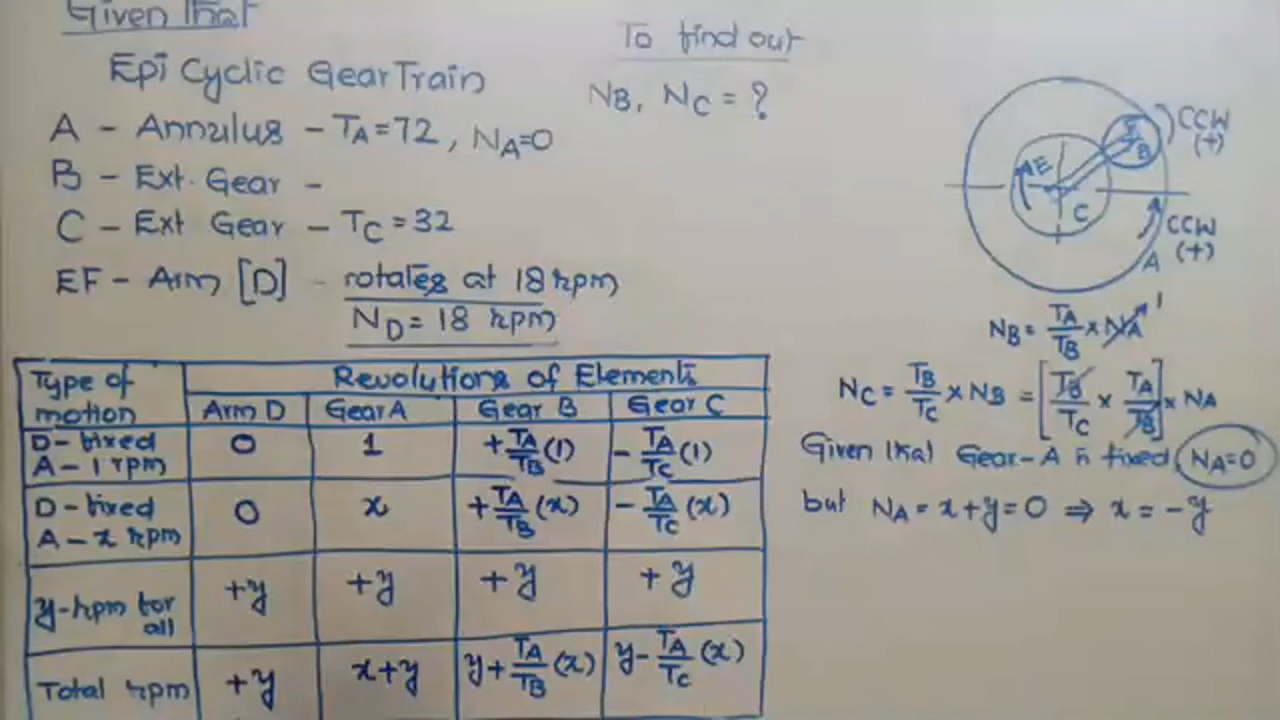 Given that
Epi Cyclic Gear Train
A - Annulus - TA = 72, NA=0
B - Ext. Gear -
C - Ext Gear - TC = 32
EF - Arm [D] - rotates at 18 rpm
ND = 18 rpm
To find out
NB, NC = ?
CCW
(+)
F
B
E
C
CCW
(+)
A
NB = TA/TB × NA 1
NC = TB/TC × NB = [TB/TC × TA/TB] × NA
Given that Gear-A is fixed, NA=0
but NA = x+y = 0 ⇒ x = -y
Type of motion | Revolutions of Elements
Arm D | Gear A | Gear B | Gear C
D - fixed A - 1 rpm | 0 | 1 | +TA/TB (1) | -TA/TC (1)
D - fixed A - x rpm | 0 | x | +TA/TB (x) | -TA/TC (x)
y-rpm for all | +y | +y | +y | +y
Total rpm | +y | x+y | y+TA/TB (x) | y-TA/TC (x)